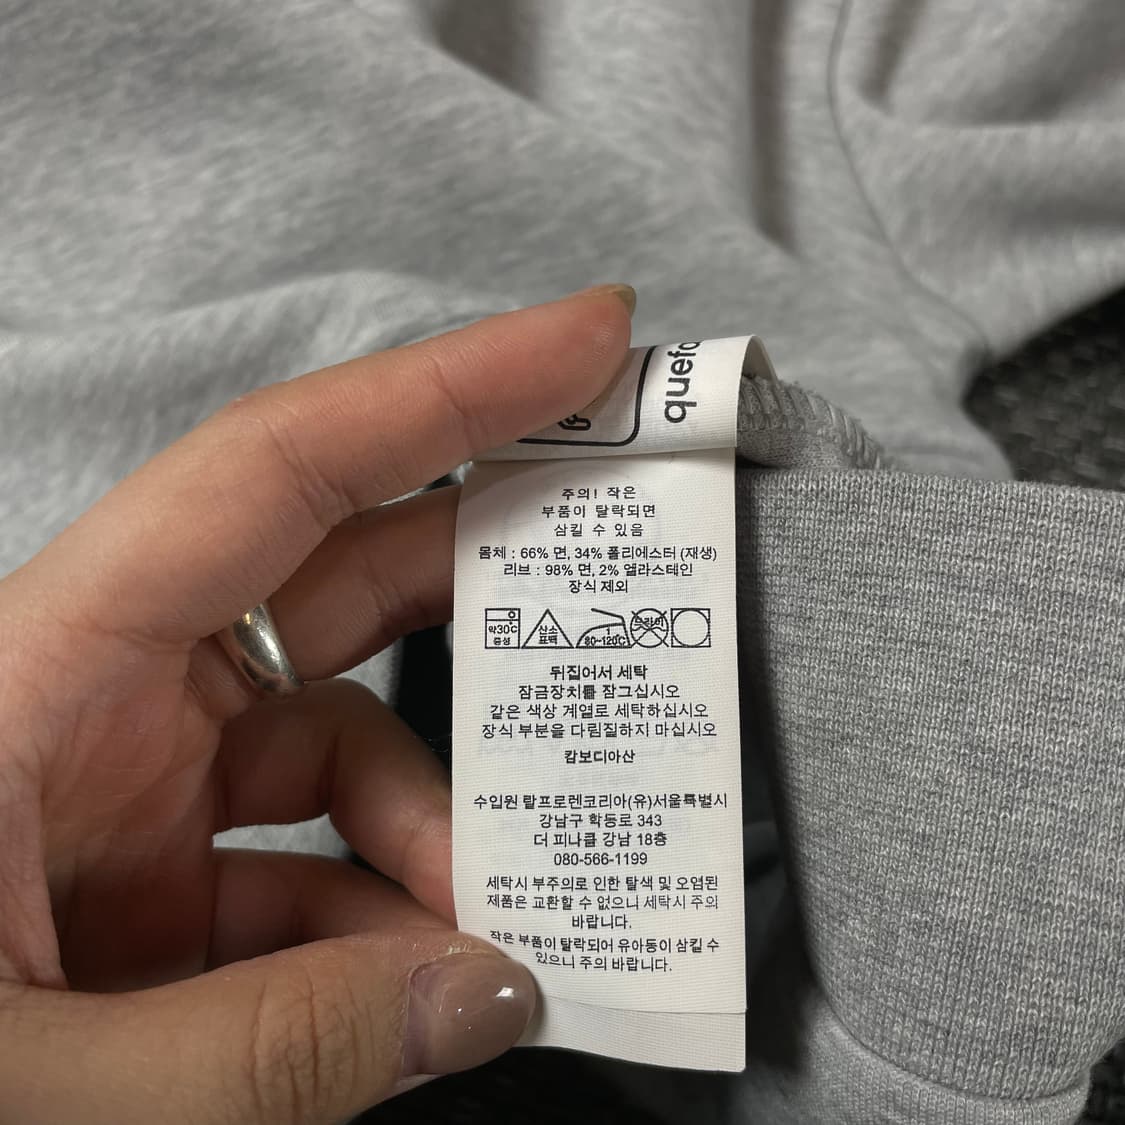 quefo
주의! 작은
부품이 탈락되면
삼킬 수 있음
몸체 : 66% 면, 34% 폴리에스터 (재생)
리브 : 98% 면, 2% 엘라스테인
장식 제외
약30℃
중성
산소
표백
1
80~120℃
드라이
뒤집어서 세탁
잠금장치를 잠그십시오
같은 색상 계열로 세탁하십시오
장식 부분을 다림질하지 마십시오
캄보디아산
수입원 랄프로렌코리아(유)서울특별시
강남구 학동로 343
더 피나클 강남 18층
080-566-1199
세탁시 부주의로 인한 탈색 및 오염된
제품은 교환할 수 없으니 세탁시 주의
바랍니다.
작은 부품이 탈락되어 유아동이 삼킬 수
있으니 주의 바랍니다.